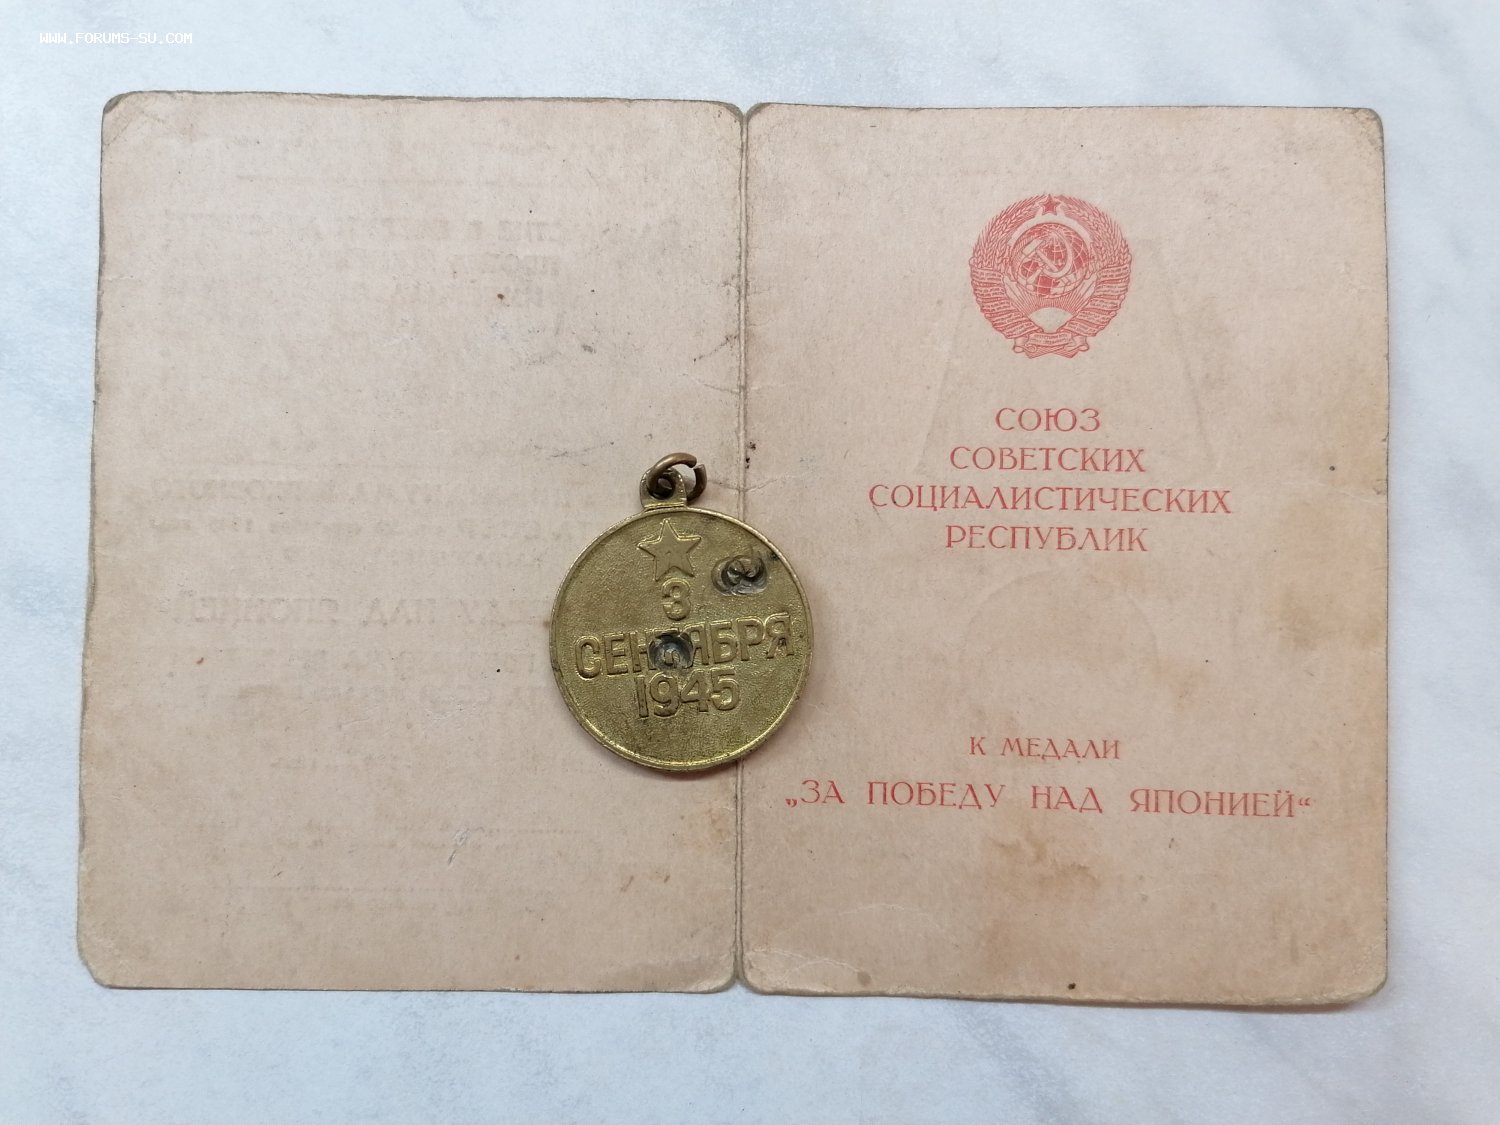 WWW.FORUMS-SU.COM
СОЮЗ
СОВЕТСКИХ
СОЦИАЛИСТИЧЕСКИХ
РЕСПУБЛИК
К МЕДАЛИ
„ЗА ПОБЕДУ НАД ЯПОНИЕЙ“
3
СЕНТЯБРЯ
1945